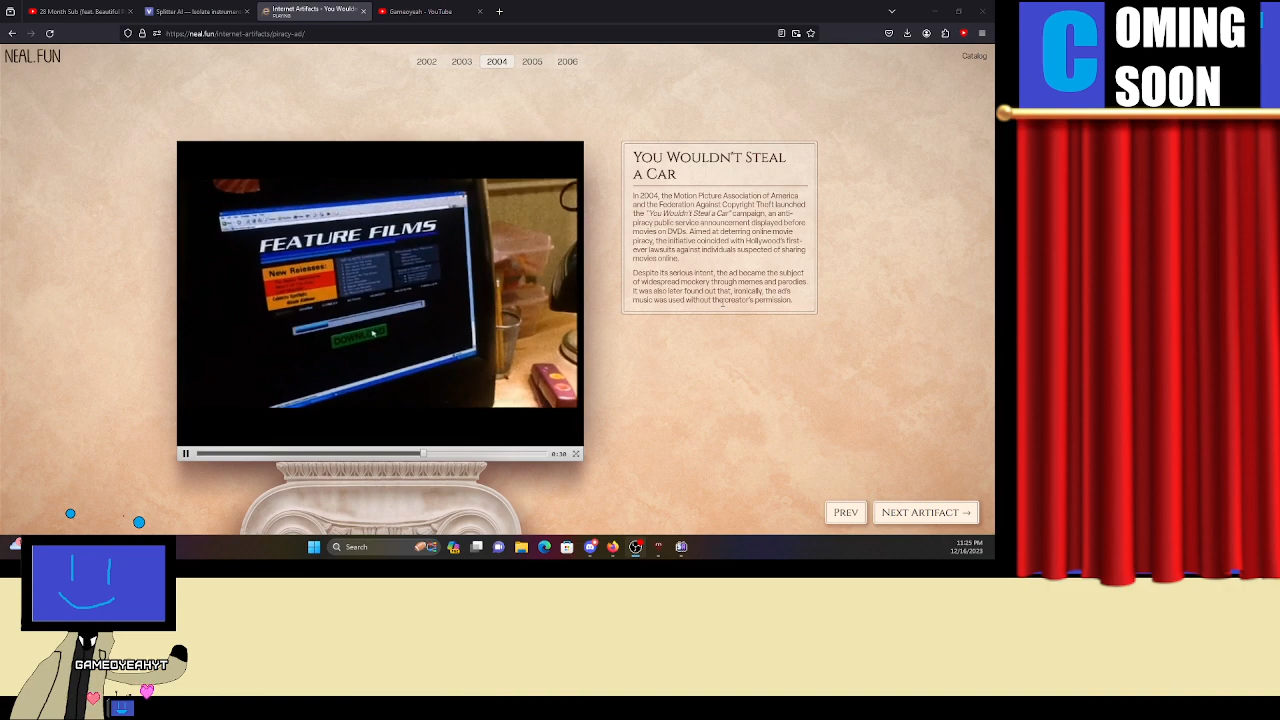 28 Month Sub (feat. Beautiful F
Splitter AI — Isolate instrument
Internet Artifacts - You Wouldn
PLAYING
Gameoyeah - YouTube
https://neal.fun/internet-artifacts/piracy-ad/
NEAL.FUN
2002
2003
2004
2005
2006
Catalog
COMING
SOON
FEATURE FILMS
New Releases:
DOWNLOAD
0:30
You Wouldn't Steal
a Car
In 2004, the Motion Picture Association of America
and the Federation Against Copyright Theft launched
the "You Wouldn't Steal a Car" campaign, an anti-
piracy public service announcement displayed before
movies on DVDs. Aimed at deterring online movie
piracy, the initiative coincided with Hollywood's first-
ever lawsuits against individuals suspected of sharing
movies online.
Despite its serious intent, the ad became the subject
of widespread mockery through memes and parodies.
It was also later found out that, ironically, the ad's
music was used without the creator's permission.
Prev
Next Artifact →
Search
11:25 PM
12/16/2023
GAMEOYEAHYT